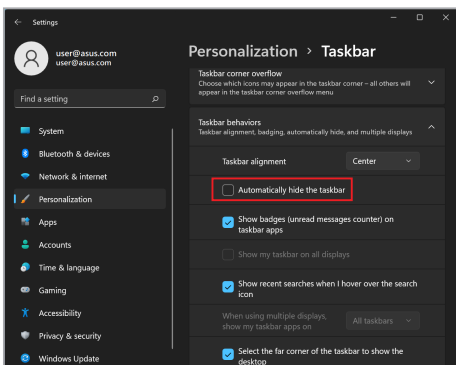 Settings
user@asus.com
user@asus.com
Find a setting
System
Bluetooth & devices
Network & internet
Personalization
Apps
Accounts
Time & language
Gaming
Accessibility
Privacy & security
Windows Update
Personalization > Taskbar
Taskbar corner overflow
Choose which icons may appear in the taskbar corner – all others will
appear in the taskbar corner overflow menu
Taskbar behaviors
Taskbar alignment, badging, automatically hide, and multiple displays
Taskbar alignment
Center
Automatically hide the taskbar
Show badges (unread messages counter) on
taskbar apps
Show my taskbar on all displays
Show recent searches when I hover over the search
icon
When using multiple displays,
show my taskbar apps on
All taskbars
Select the far corner of the taskbar to show the
desktop